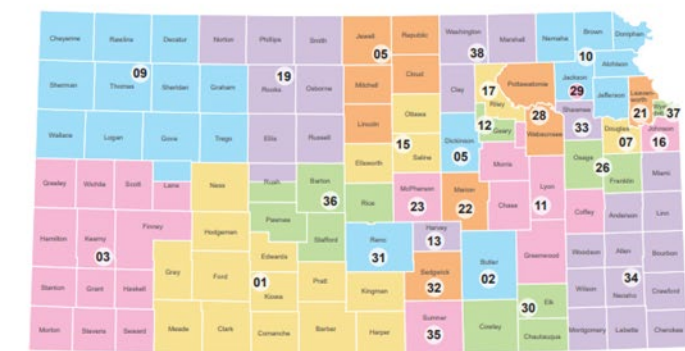 Cheyenne Rawlins Decatur Norton Phillips Smith Jewell Republic Washington Marshall Nemaha Brown Doniphan
05 38 10
09 19 Mitchell Cloud Clay Riley 17 Pottawatomie Jackson Atchison
Sherman Thomas Sheridan Graham Rooks Osborne 29 Jefferson Leavenworth 21 37
Lincoln Ottawa 12 Geary 28 Wabaunsee Shawnee 33 Douglas 07 Johnson 16
Wallace Logan Gove Trego Ellis Russell 15 Saline Dickinson 05
Ellsworth Morris Osage 26 Franklin Miami
Greeley Wichita Scott Lane Ness Rush Barton 36 Rice McPherson 23 Marion 22 Chase Lyon 11 Coffey Anderson Linn
Pawnee
Hamilton Kearny 03 Finney Hodgeman Stafford Reno 31 Harvey 13 Butler 02 Greenwood Woodson Allen Bourbon
Edwards
Gray Ford 01 Kiowa Pratt Kingman Sedgwick 32 Wilson Neosho 34 Crawford
Stanton Grant Haskell Elk 30
Morton Stevens Seward Meade Clark Comanche Barber Harper Sumner 35 Cowley Chautauqua Montgomery Labette Cherokee